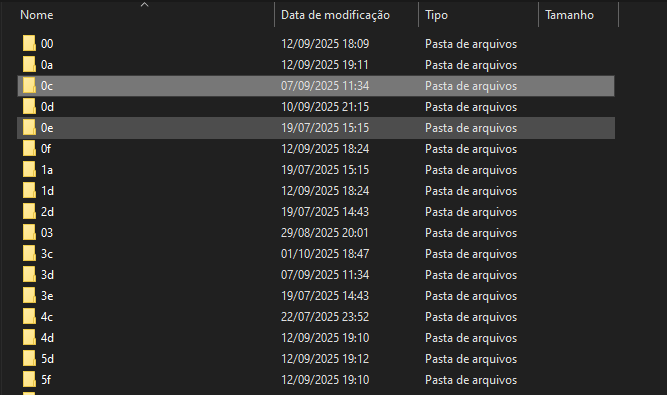 Nome Data de modificação Tipo Tamanho
00 12/09/2025 18:09 Pasta de arquivos
0a 12/09/2025 19:11 Pasta de arquivos
0c 07/09/2025 11:34 Pasta de arquivos
0d 10/09/2025 21:15 Pasta de arquivos
0e 19/07/2025 15:15 Pasta de arquivos
0f 12/09/2025 18:24 Pasta de arquivos
1a 19/07/2025 15:15 Pasta de arquivos
1d 12/09/2025 18:24 Pasta de arquivos
2d 19/07/2025 14:43 Pasta de arquivos
03 29/08/2025 20:01 Pasta de arquivos
3c 01/10/2025 18:47 Pasta de arquivos
3d 07/09/2025 11:34 Pasta de arquivos
3e 19/07/2025 14:43 Pasta de arquivos
4c 22/07/2025 23:52 Pasta de arquivos
4d 12/09/2025 19:10 Pasta de arquivos
5d 12/09/2025 19:12 Pasta de arquivos
5f 12/09/2025 19:10 Pasta de arquivos